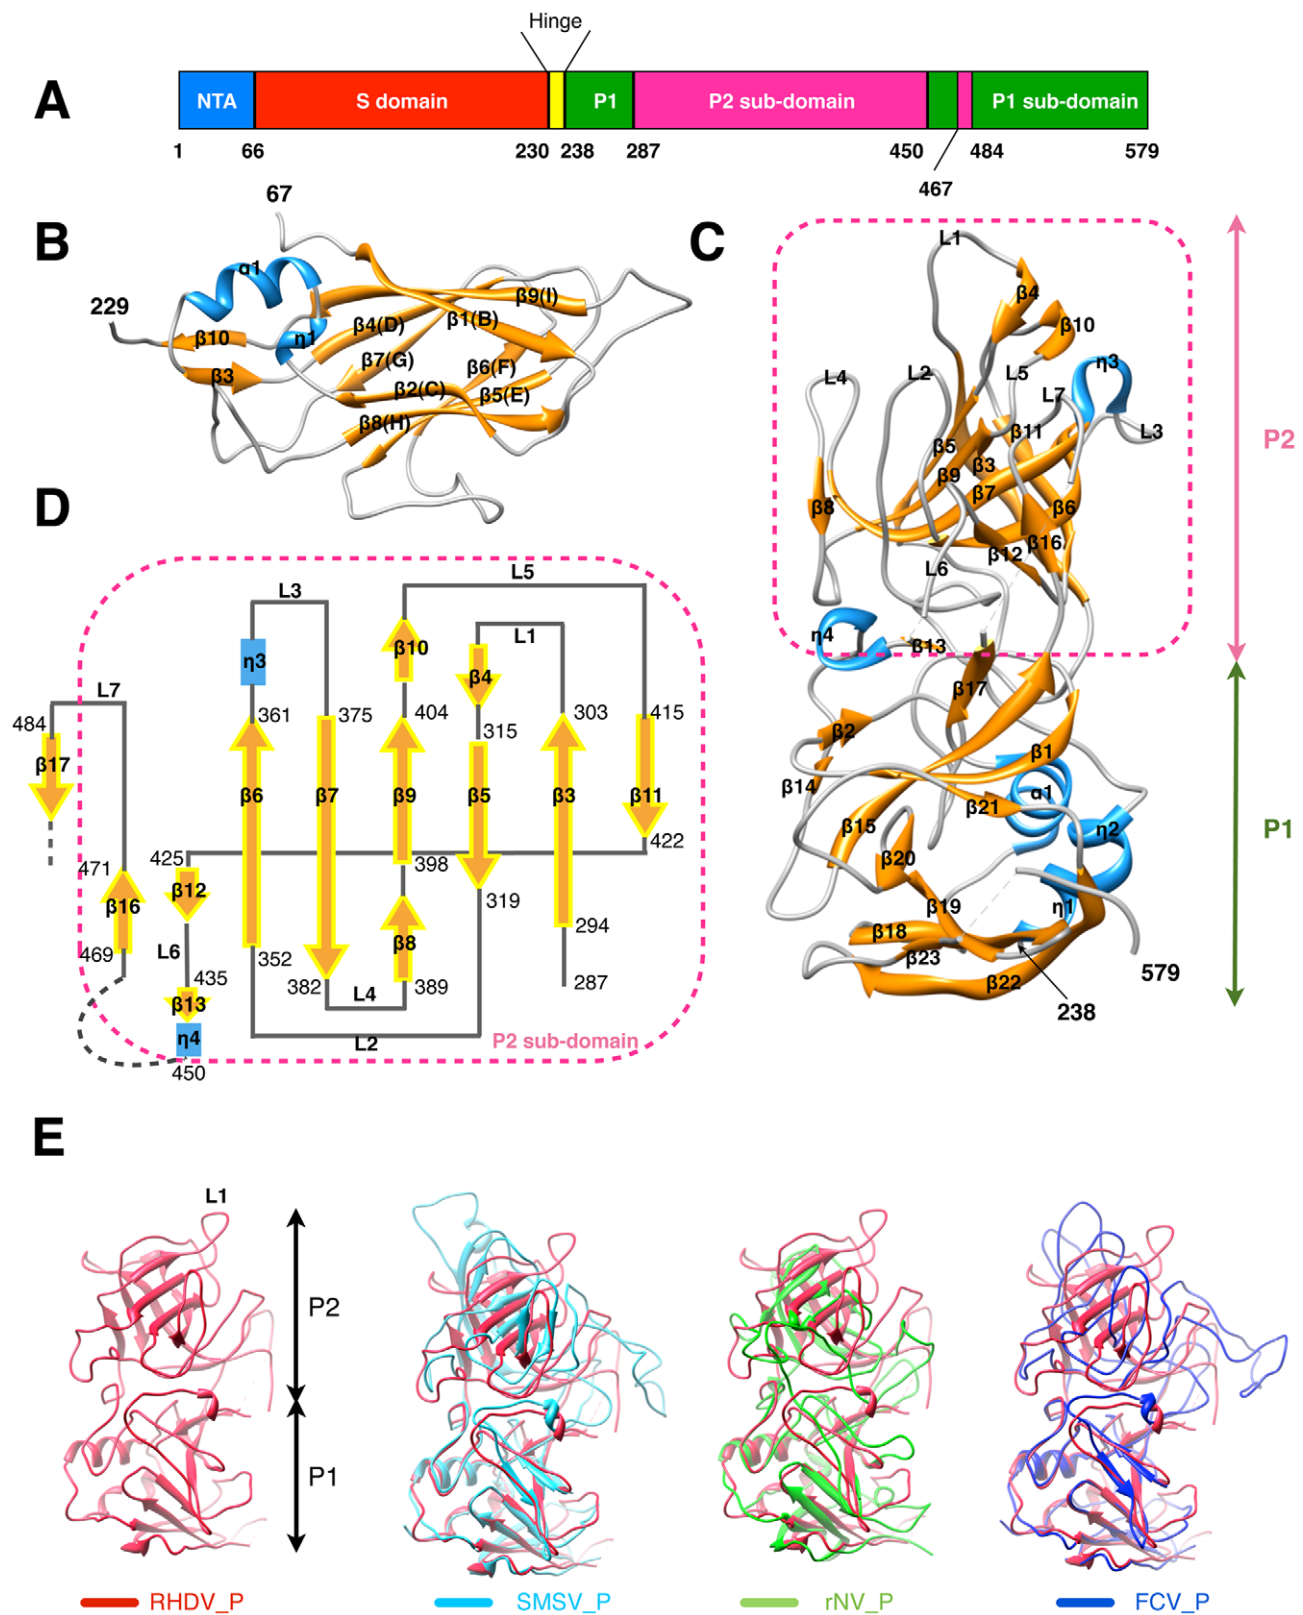 Hinge
A
NTA
S domain
P1
P2 sub-domain
P1 sub-domain
1
66
230
238
287
450
484
579
467
B
67
229
α1
β10
η1
β3
β4(D)
β7(G)
β2(C)
β8(H)
β1(B)
β9(I)
β6(F)
β5(E)
C
L1
β4
β10
L4
L2
L5
L7
η3
L3
β5
β11
β3
β9
β7
β8
β6
β16
β12
L6
P2
η4
β13
β17
β2
β1
β14
α1
β21
β15
η2
P1
β20
β19
η1
β18
β23
β22
238
579
D
L5
L3
L1
L7
η3
β10
β4
484
361
375
404
315
303
415
β17
β6
β7
β9
β5
β3
β11
422
425
398
471
β12
319
β16
L6
β8
294
469
352
435
382
389
287
β13
L4
η4
L2
P2 sub-domain
450
E
L1
P2
P1
RHDV_P
SMSV_P
rNV_P
FCV_P